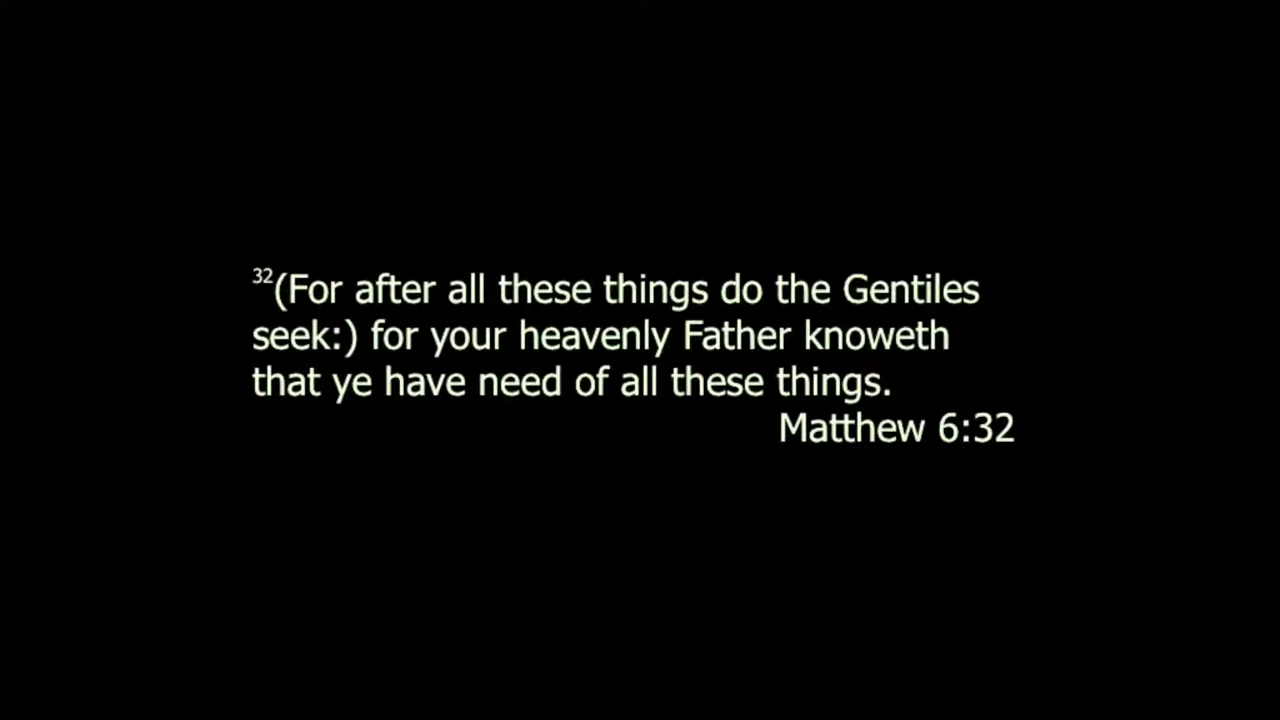 32(For after all these things do the Gentiles
seek:) for your heavenly Father knoweth
that ye have need of all these things.
Matthew 6:32